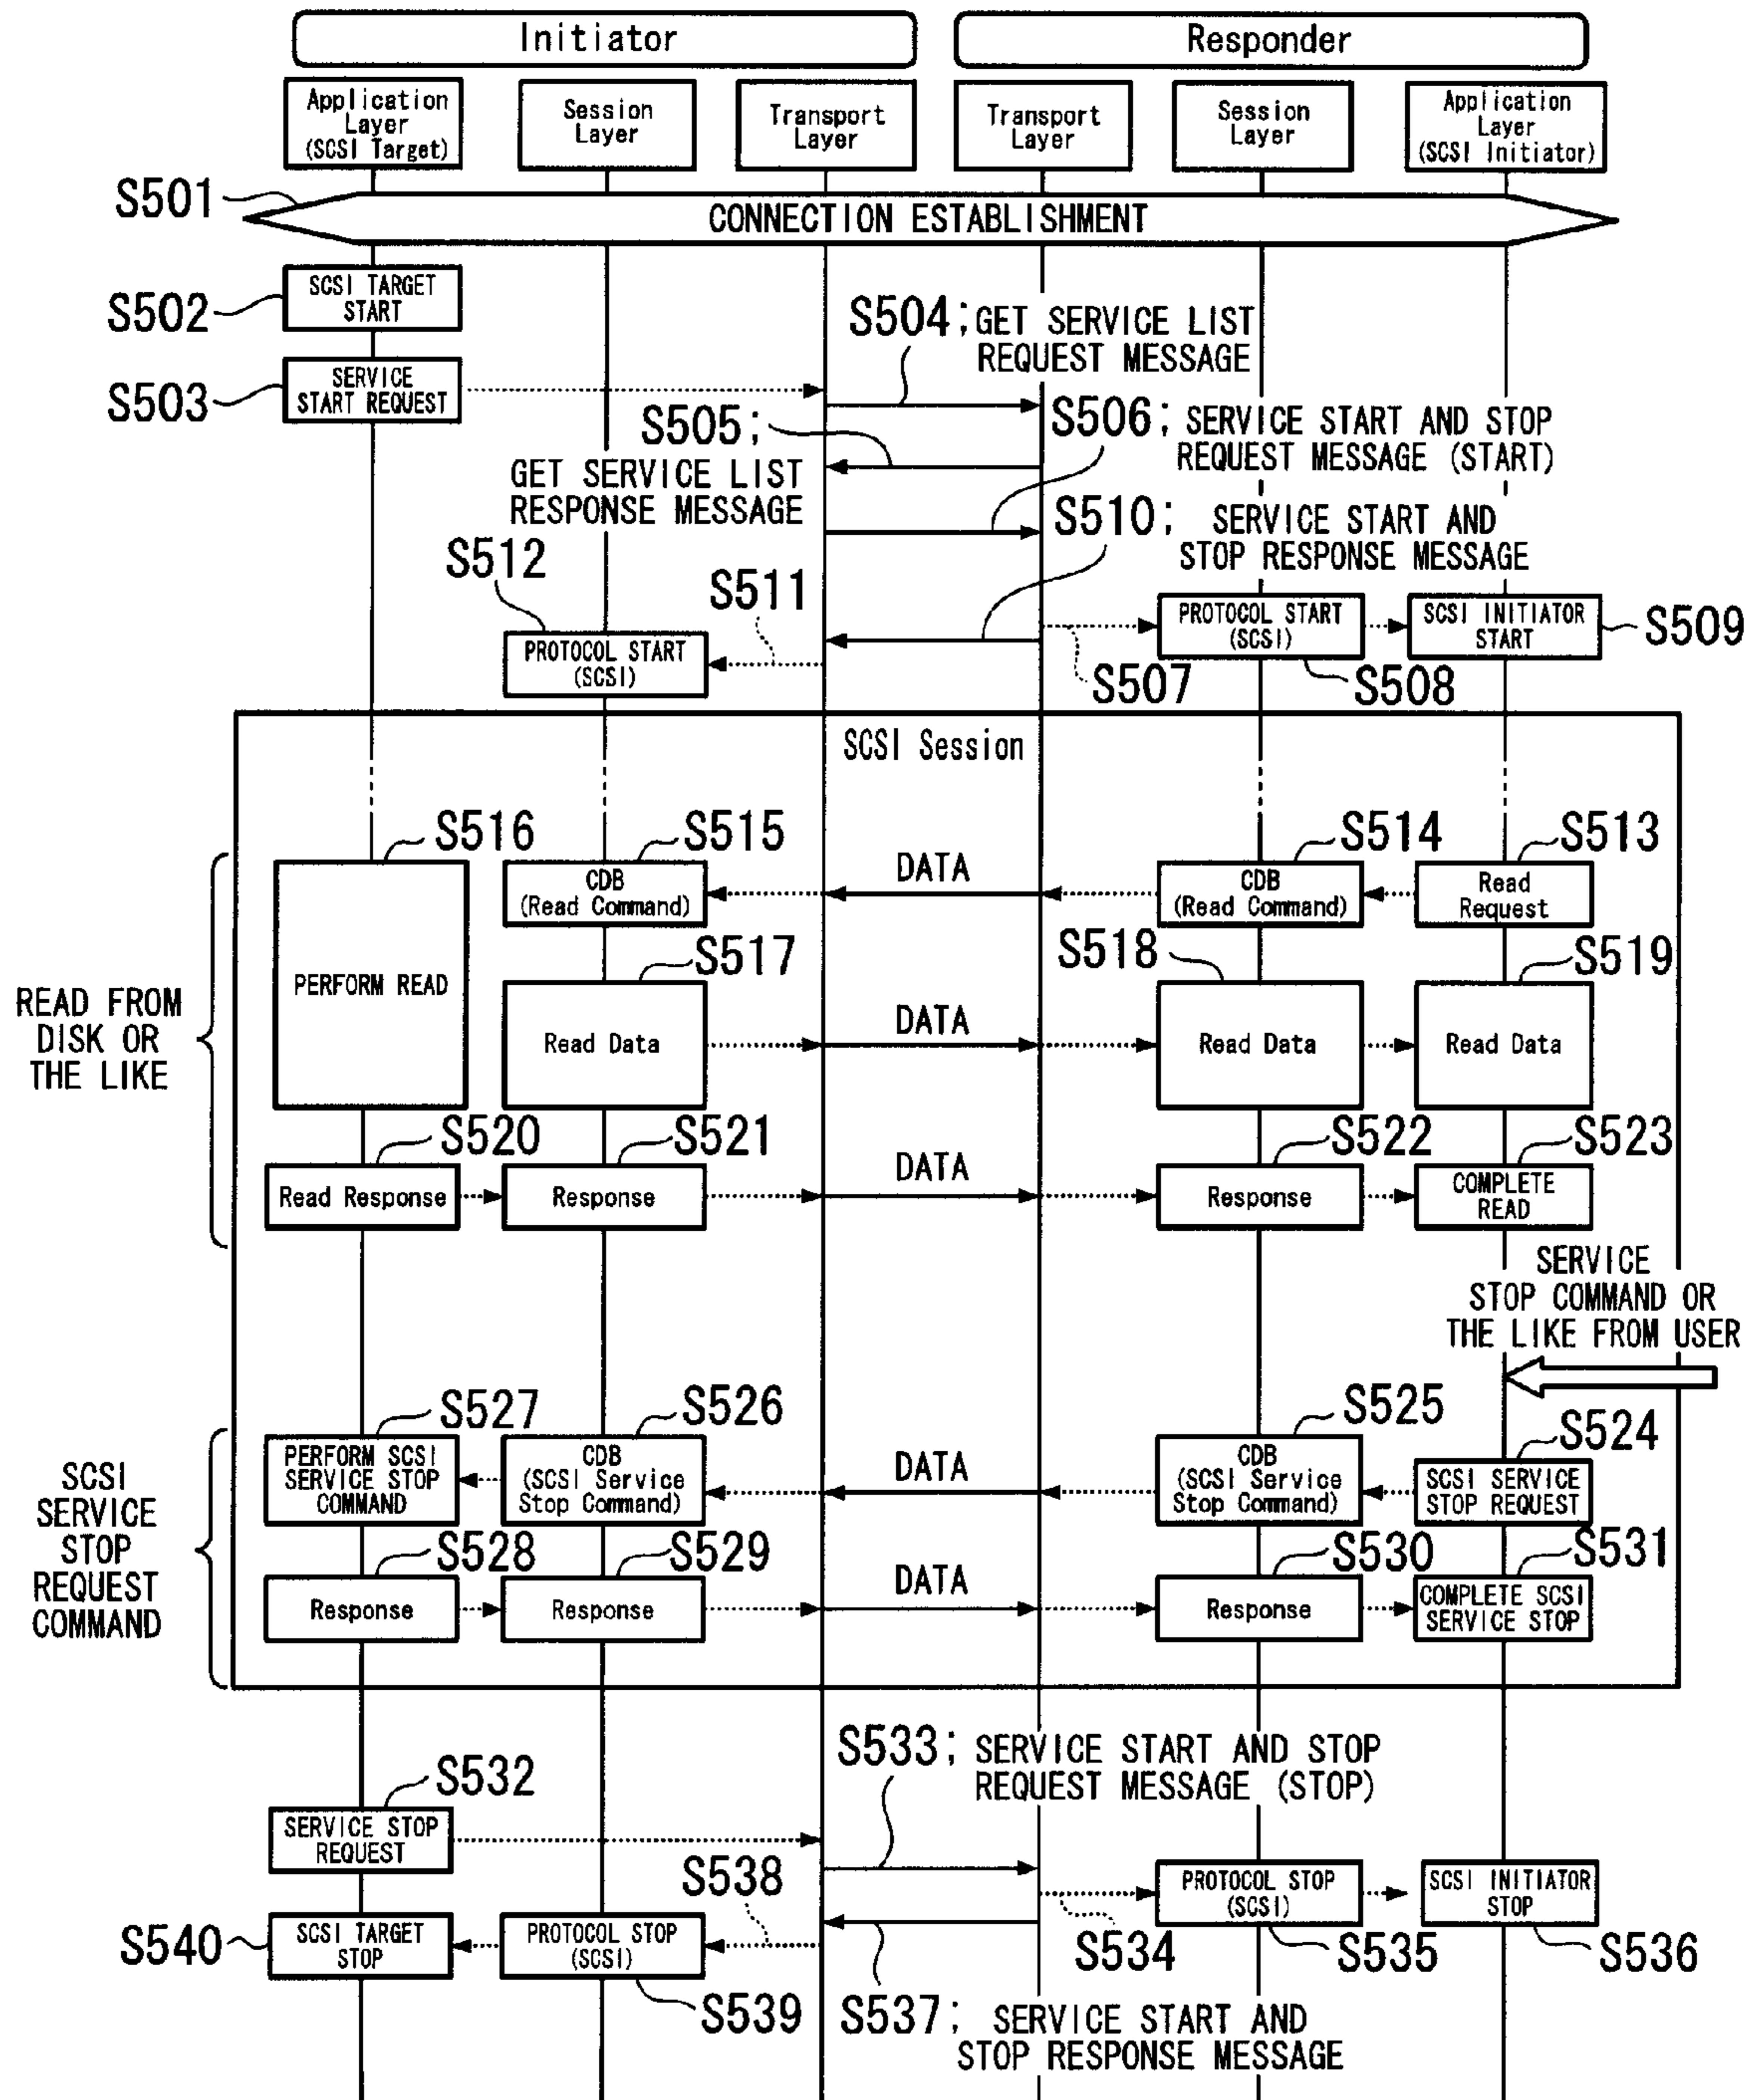 Initiator
Responder
Application
Layer
(SCSI Target)
Session
Layer
Transport
Layer
Transport
Layer
Session
Layer
Application
Layer
(SCSI Initiator)
S501
CONNECTION ESTABLISHMENT
S502
SCSI TARGET
START
S504; GET SERVICE LIST
REQUEST MESSAGE
S503
SERVICE
START REQUEST
S505;
GET SERVICE LIST
RESPONSE MESSAGE
S506; SERVICE START AND STOP
REQUEST MESSAGE (START)
S510; SERVICE START AND
STOP RESPONSE MESSAGE
S512
S511
PROTOCOL START
(SCSI)
PROTOCOL START
(SCSI)
SCSI INITIATOR
START
S509
S507
S508
SCSI Session
S516
S515
S514
S513
CDB
(Read Command)
DATA
CDB
(Read Command)
Read
Request
S517
S518
S519
READ FROM
DISK OR
THE LIKE
PERFORM READ
Read Data
DATA
Read Data
Read Data
S520
S521
S522
S523
Read Response
Response
DATA
Response
COMPLETE
READ
SERVICE
STOP COMMAND OR
THE LIKE FROM USER
S527
S526
S525
S524
SCSI
SERVICE
STOP
REQUEST
COMMAND
PERFORM SCSI
SERVICE STOP
COMMAND
CDB
(SCSI Service
Stop Command)
DATA
CDB
(SCSI Service
Stop Command)
SCSI SERVICE
STOP REQUEST
S528
S529
S530
S531
Response
Response
DATA
Response
COMPLETE SCSI
SERVICE STOP
S533; SERVICE START AND STOP
REQUEST MESSAGE (STOP)
S532
SERVICE STOP
REQUEST
S538
PROTOCOL STOP
(SCSI)
SCSI INITIATOR
STOP
S540
SCSI TARGET
STOP
PROTOCOL STOP
(SCSI)
S534
S535
S536
S539
S537; SERVICE START AND
STOP RESPONSE MESSAGE